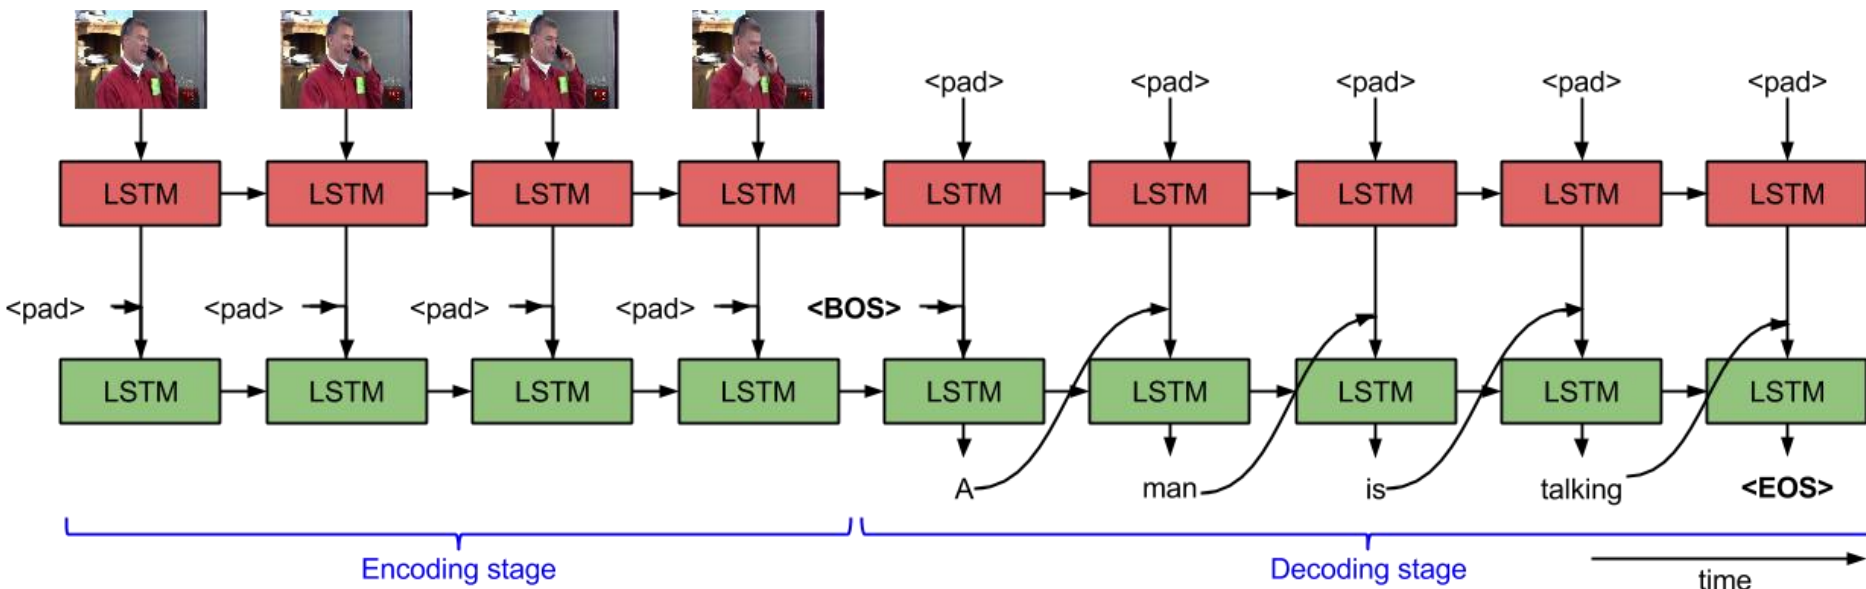 <pad> <pad> <pad> <pad> <pad>
LSTM LSTM LSTM LSTM LSTM LSTM LSTM LSTM LSTM
<pad> <pad> <pad> <pad> <BOS>
LSTM LSTM LSTM LSTM LSTM LSTM LSTM LSTM LSTM
A man is talking <EOS>
Encoding stage Decoding stage
time